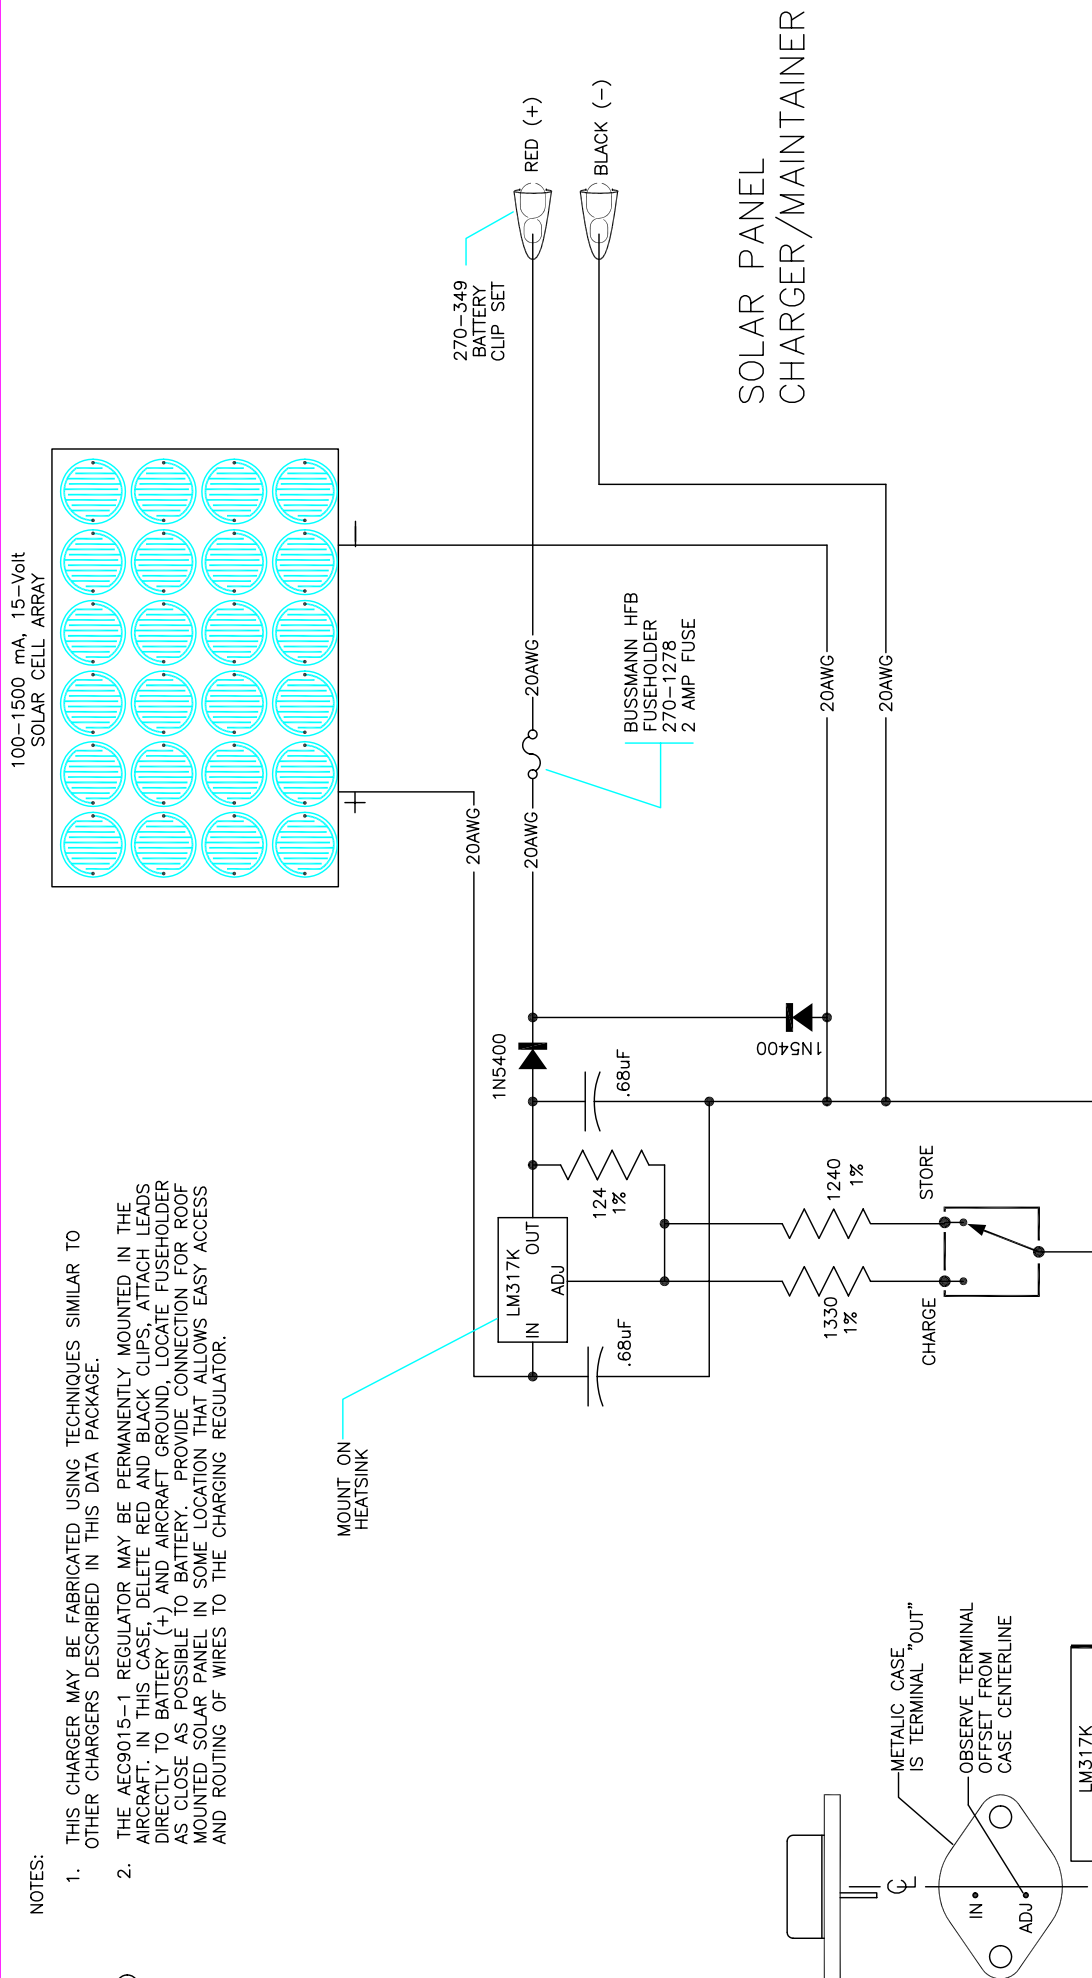 NOTES:
1. THIS CHARGER MAY BE FABRICATED USING TECHNIQUES SIMILAR TO
OTHER CHARGERS DESCRIBED IN THIS DATA PACKAGE.
2. THE AEC9015-1 REGULATOR MAY BE PERMANENTLY MOUNTED IN THE
AIRCRAFT. IN THIS CASE, DELETE RED AND BLACK CLIPS, ATTACH LEADS
DIRECTLY TO BATTERY (+) AND AIRCRAFT GROUND, LOCATE FUSEHOLDER
AS CLOSE AS POSSIBLE TO BATTERY. PROVIDE CONNECTION FOR ROOF
MOUNTED SOLAR PANEL IN SOME LOCATION THAT ALLOWS EASY ACCESS
AND ROUTING OF WIRES TO THE CHARGING REGULATOR.
100-1500 mA, 15-Volt
SOLAR CELL ARRAY
+
−
MOUNT ON
HEATSINK
20AWG
270-349
BATTERY
CLIP SET
RED (+)
BLACK (−)
LM317K
IN
OUT
ADJ
1N5400
20AWG
20AWG
BUSSMANN HFB
FUSEHOLDER
270-1278
2 AMP FUSE
.68uF
124
1%
.68uF
1N5400
20AWG
20AWG
1330
1%
1240
1%
CHARGE
STORE
SOLAR PANEL
CHARGER/MAINTAINER
METALIC CASE
IS TERMINAL "OUT"
OBSERVE TERMINAL
OFFSET FROM
CASE CENTERLINE
CL
IN
ADJ
LM317K